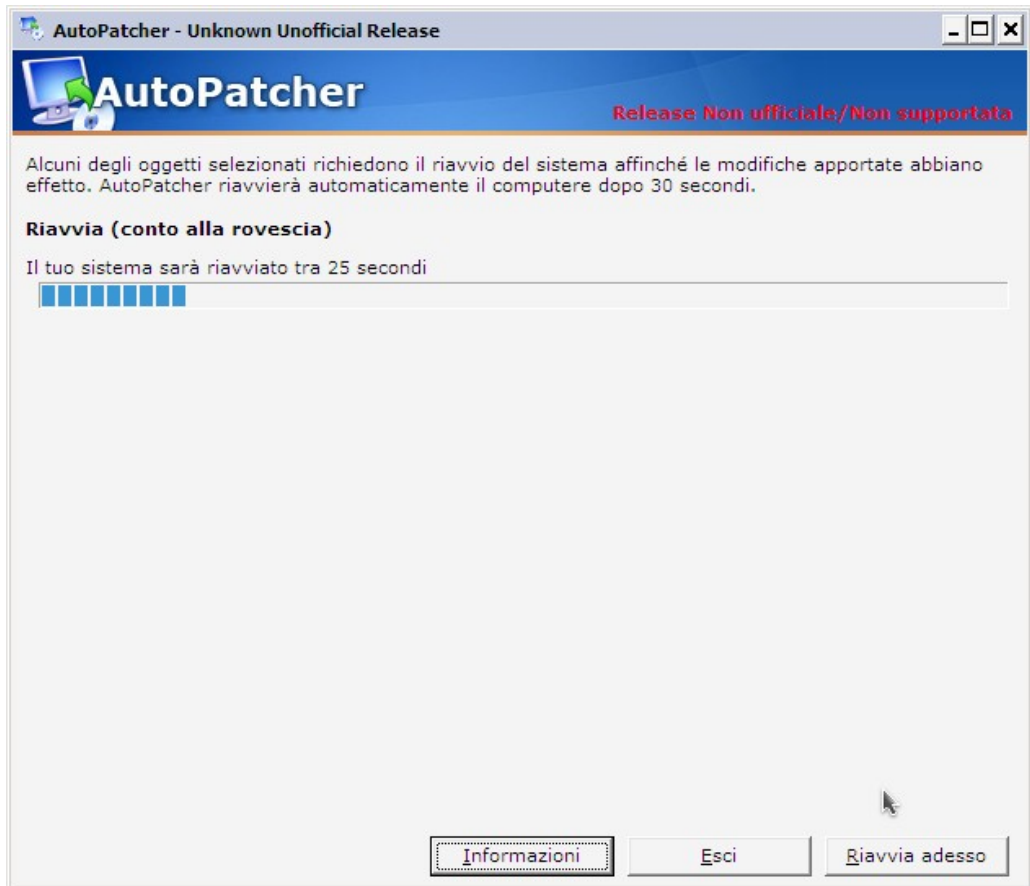 AutoPatcher - Unknown Unofficial Release
AutoPatcher
Release Non ufficiale/Non supportata
Alcuni degli oggetti selezionati richiedono il riavvio del sistema affinché le modifiche apportate abbiano
effetto. AutoPatcher riavvierà automaticamente il computere dopo 30 secondi.
Riavvia (conto alla rovescia)
Il tuo sistema sarà riavviato tra 25 secondi
Informazioni
Esci
Riavvia adesso